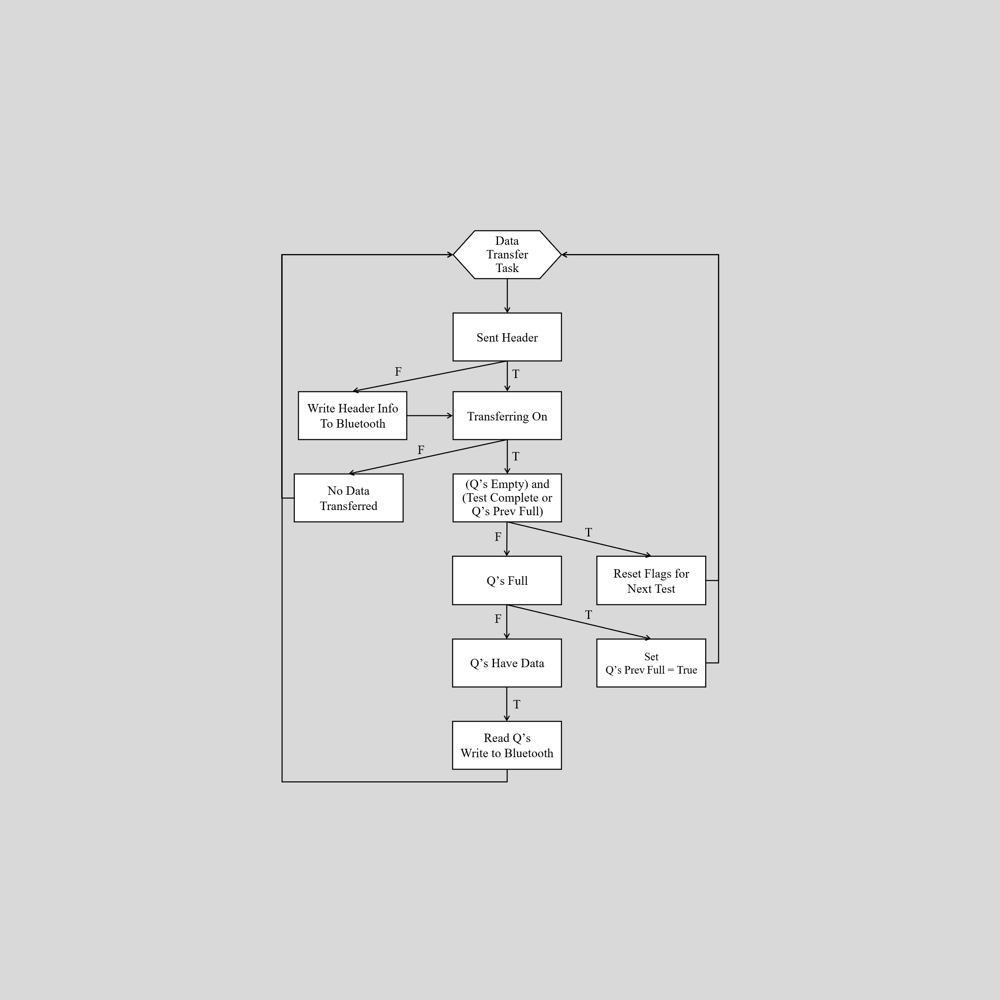 Data
Transfer
Task
Sent Header
F
T
Write Header Info
To Bluetooth
Transferring On
F
T
No Data
Transferred
(Q’s Empty) and
(Test Complete or
Q’s Prev Full)
F
T
Q’s Full
Reset Flags for
Next Test
F
T
Q’s Have Data
Set
Q’s Prev Full = True
T
Read Q’s
Write to Bluetooth